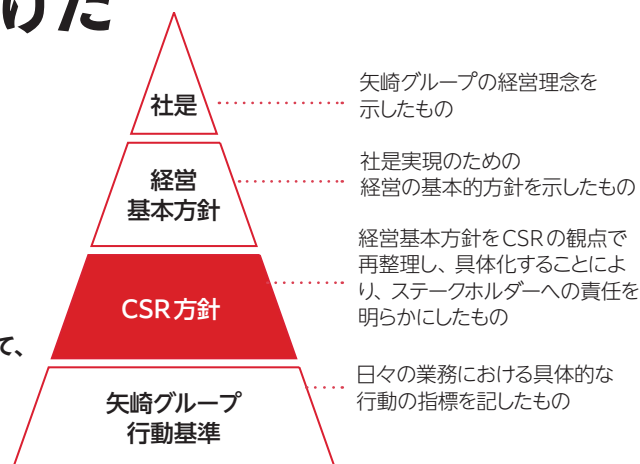 けた
社是
矢崎グループの経営理念を
示したもの
経営
基本方針
社是実現のための
経営の基本的方針を示したもの
CSR方針
経営基本方針をCSRの観点で
再整理し、具体化することによ
り、ステークホルダーへの責任を
明らかにしたもの
て、
矢崎グループ
行動基準
日々の業務における具体的な
行動の指標を記したもの